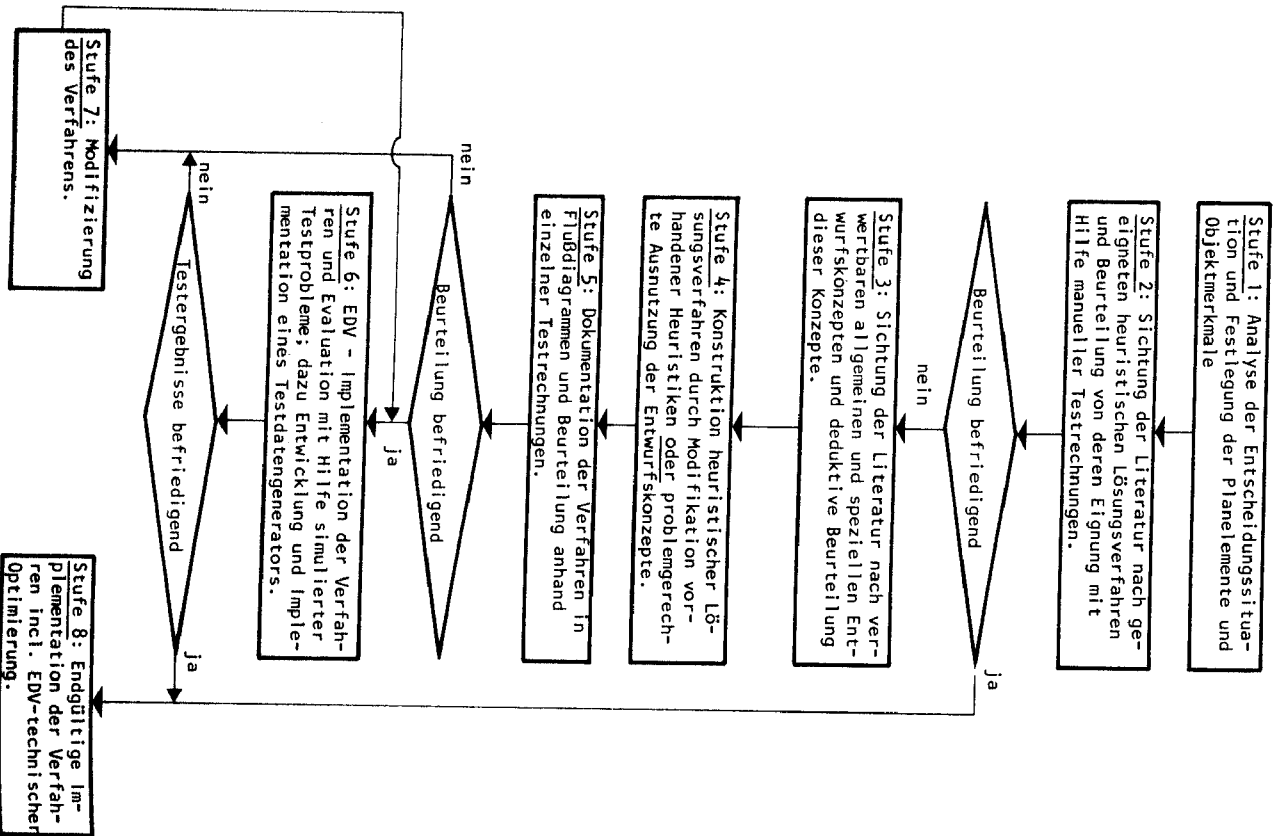 Stufe 1: Analyse der Entscheidungssitua-
tion und Festlegung der Planelemente und
Objektmerkmale
Stufe 2: Sichtung der Literatur nach ge-
eigneten heuristischen Lösungsverfahren
und Beurteilung von deren Eignung mit
Hilfe manueller Testrechnungen.
Beurteilung befriedigend
nein
ja
Stufe 3: Sichtung der Literatur nach ver-
wertbaren allgemeinen und speziellen Ent-
wurfskonzepten und deduktive Beurteilung
dieser Konzepte.
Stufe 4: Konstruktion heuristischer Lö-
sungsverfahren durch Modifikation vor-
handener Heuristiken oder problemgerech-
te Ausnutzung der Entwurfskonzepte.
Stufe 5: Dokumentation der Verfahren in
Flußdiagrammen und Beurteilung anhand
einzelner Testrechnungen.
nein
Beurteilung befriedigend
ja
Stufe 6: EDV - Implementation der Verfah-
ren und Evaluation mit Hilfe simulierter
Testprobleme; dazu Entwicklung und Imple-
mentation eines Testdatengenerators.
nein
Testergebnisse befriedigend
ja
Stufe 7: Modifizierung
des Verfahrens.
Stufe 8: Endgültige Im-
plementation der Verfah-
ren incl. EDV-technischer
Optimierung.